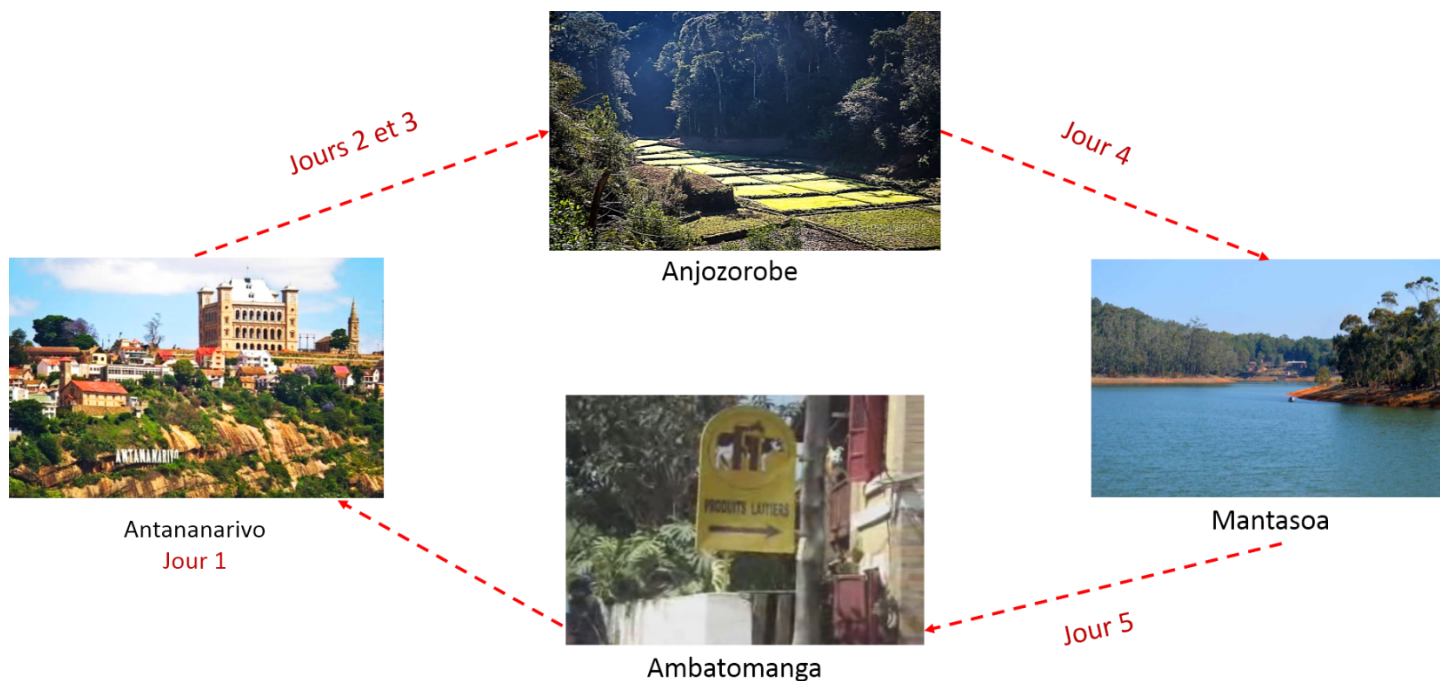 Jours 2 et 3
Anjozorobe
Jour 4
ANTANANARIVO
Antananarivo
Jour 1
Mantasoa
PRODUITS LAITIERS
Jour 5
Ambatomanga